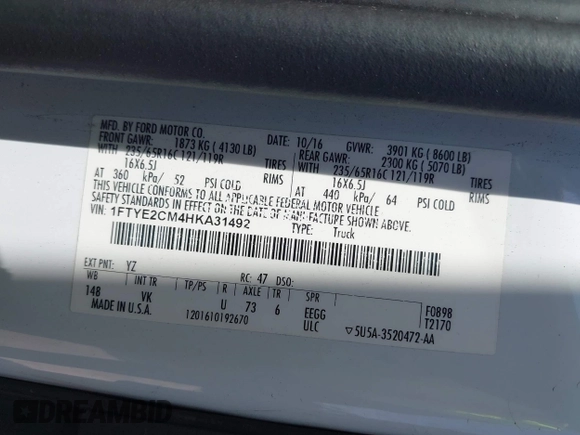 MFD. BY FORD MOTOR CO. 10/16 GVWR: 3901 KG ( 8600 LB)
FRONT GAWR: 1873 KG ( 4130 LB) REAR GAWR: 2300 KG ( 5070 LB)
WITH 235/65R16C 121/119R TIRES WITH 235/65R16C 121/119R TIRES
16X6.5J RIMS 16X6.5J RIMS
AT 360 kPa/ 52 PSI COLD AT 440 kPa/ 64 PSI COLD
THIS VEHICLE CONFORMS TO ALL APPLICABLE FEDERAL MOTOR VEHICLE
SAFETY STANDARDS IN EFFECT ON THE DATE OF MANUFACTURE SHOWN ABOVE.
VIN: 1FTYE2CM4HKA31492 TYPE: Truck
EXT PNT: YZ RC: 47 DSO:
WB INT TR TP/PS R AXLE TR SPR
14B VK U 73 6 EEGG F0898
MADE IN U.S.A. 1201610192670 ULC T2170
▽5U5A-3520472-AA
DREAMBID